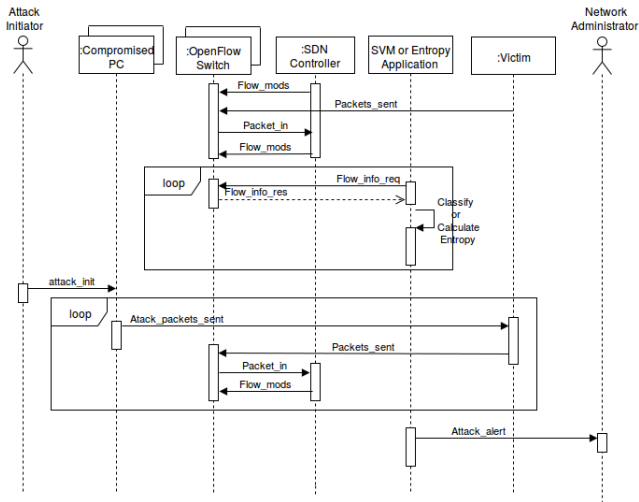 Attack
Initiator
:Compromised
PC
:OpenFlow
Switch
:SDN
Controller
SVM or Entropy
Application
:Victim
Network
Administrator
Flow_mods
Packets_sent
Packet_in
Flow_mods
loop
Flow_info_req
Flow_info_res
Classify
or
Calculate
Entropy
attack_init
loop
Atack_packets_sent
Packets_sent
Packet_in
Flow_mods
Attack_alert